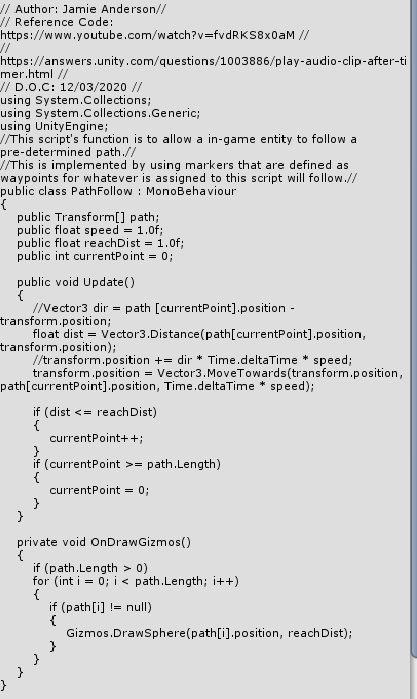 // Author: Jamie Anderson//
// Reference Code:
https://www.youtube.com/watch?v=fvdRKS8x0aM //
//
https://answers.unity.com/questions/1003886/play-audio-clip-after-ti
mer.html //
// D.O.C: 12/03/2020 //
using System.Collections;
using System.Collections.Generic;
using UnityEngine;
//This script's function is to allow a in-game entity to follow a
pre-determined path.//
//This is implemented by using markers that are defined as
waypoints for whatever is assigned to this script will follow.//
public class PathFollow : MonoBehaviour
{
    public Transform[] path;
    public float speed = 1.0f;
    public float reachDist = 1.0f;
    public int currentPoint = 0;

    public void Update()
    {
        //Vector3 dir = path [currentPoint].position -
transform.position;
        float dist = Vector3.Distance(path[currentPoint].position,
transform.position);
        //transform.position += dir * Time.deltaTime * speed;
        transform.position = Vector3.MoveTowards(transform.position,
path[currentPoint].position, Time.deltaTime * speed);

        if (dist <= reachDist)
        {
            currentPoint++;
        }
        if (currentPoint >= path.Length)
        {
            currentPoint = 0;
        }
    }

    private void OnDrawGizmos()
    {
        if (path.Length > 0)
        for (int i = 0; i < path.Length; i++)
        {
            if (path[i] != null)
            {
                Gizmos.DrawSphere(path[i].position, reachDist);
            }
        }
    }
}